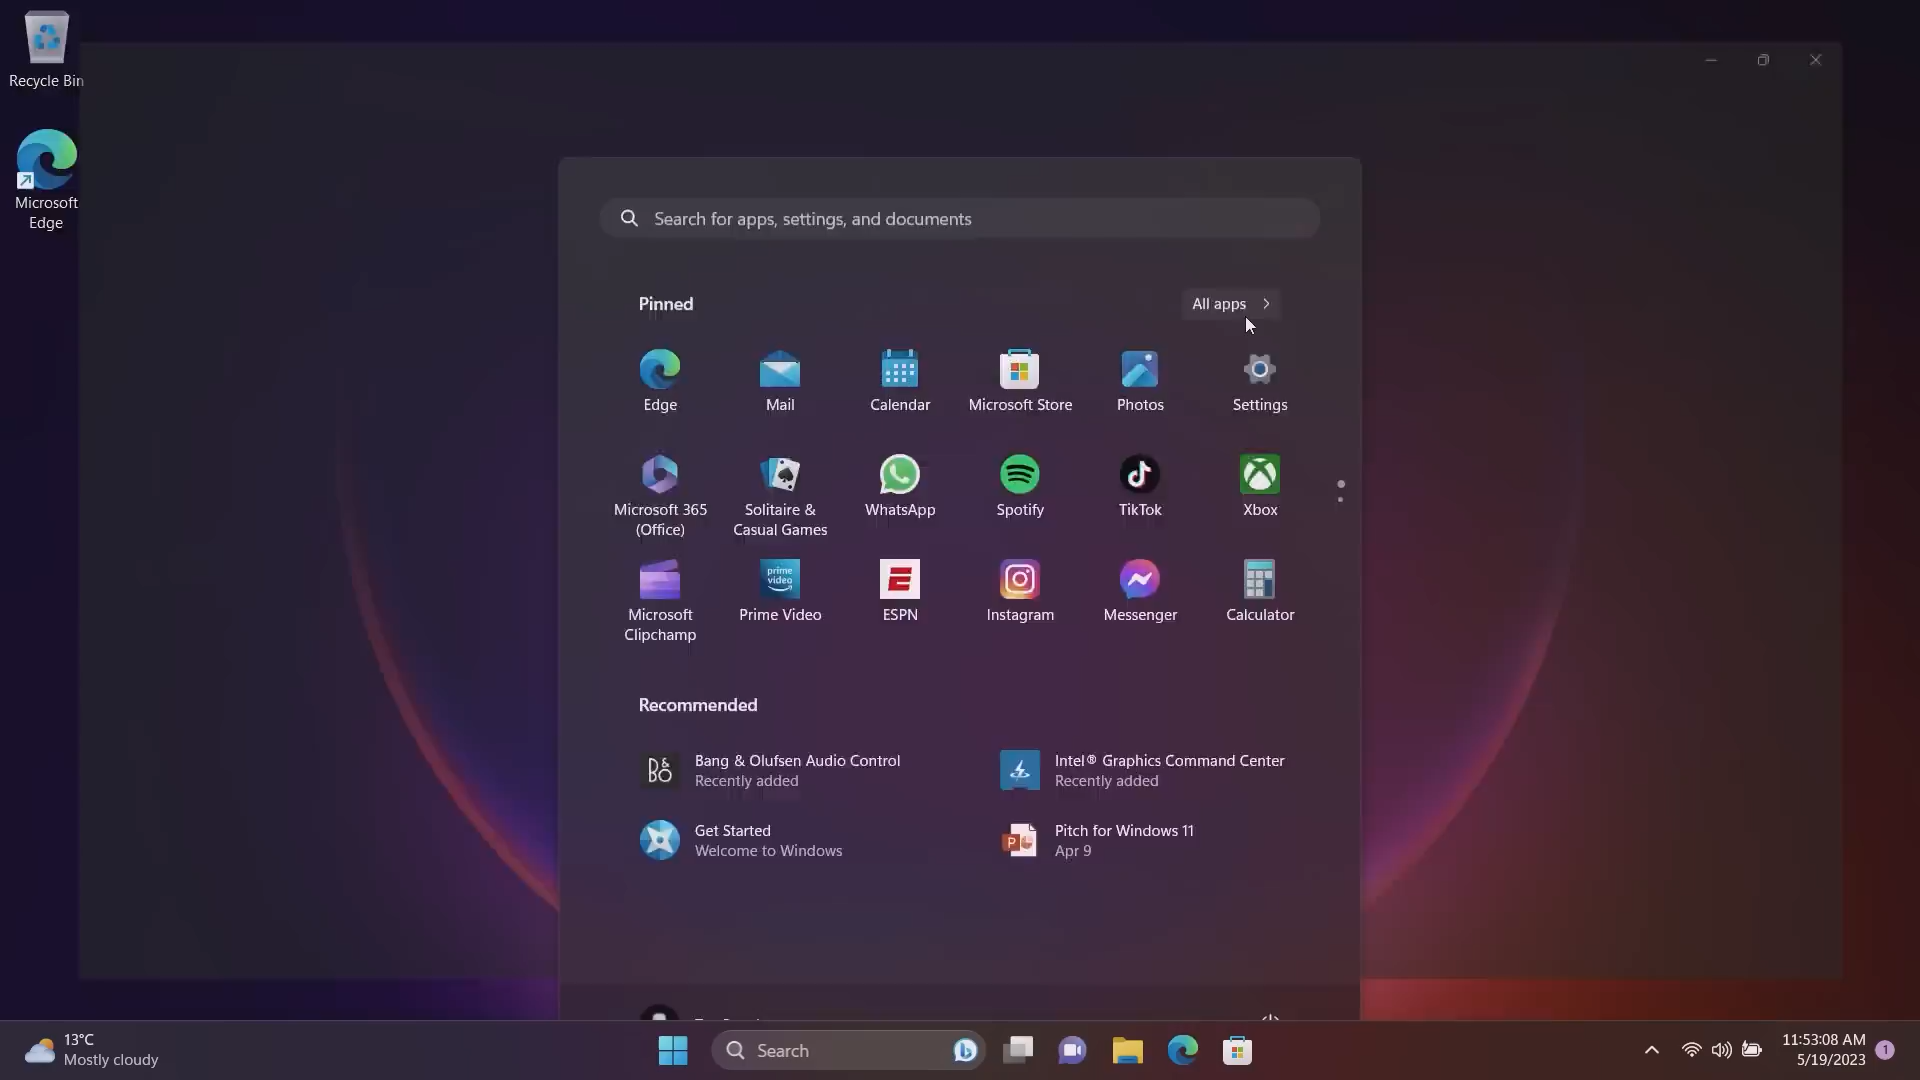 Recycle Bin
Microsoft
Edge
Search for apps, settings, and documents
Pinned
All apps
Edge
Mail
Calendar
Microsoft Store
Photos
Settings
Microsoft 365
(Office)
Solitaire &
Casual Games
WhatsApp
Spotify
TikTok
Xbox
Microsoft
Clipchamp
prime
video
Prime Video
ESPN
Instagram
Messenger
Calculator
Recommended
B&O
Bang & Olufsen Audio Control
Recently added
Intel® Graphics Command Center
Recently added
Get Started
Welcome to Windows
P
Pitch for Windows 11
Apr 9
13°C
Mostly cloudy
Search
11:53:08 AM
5/19/2023
1